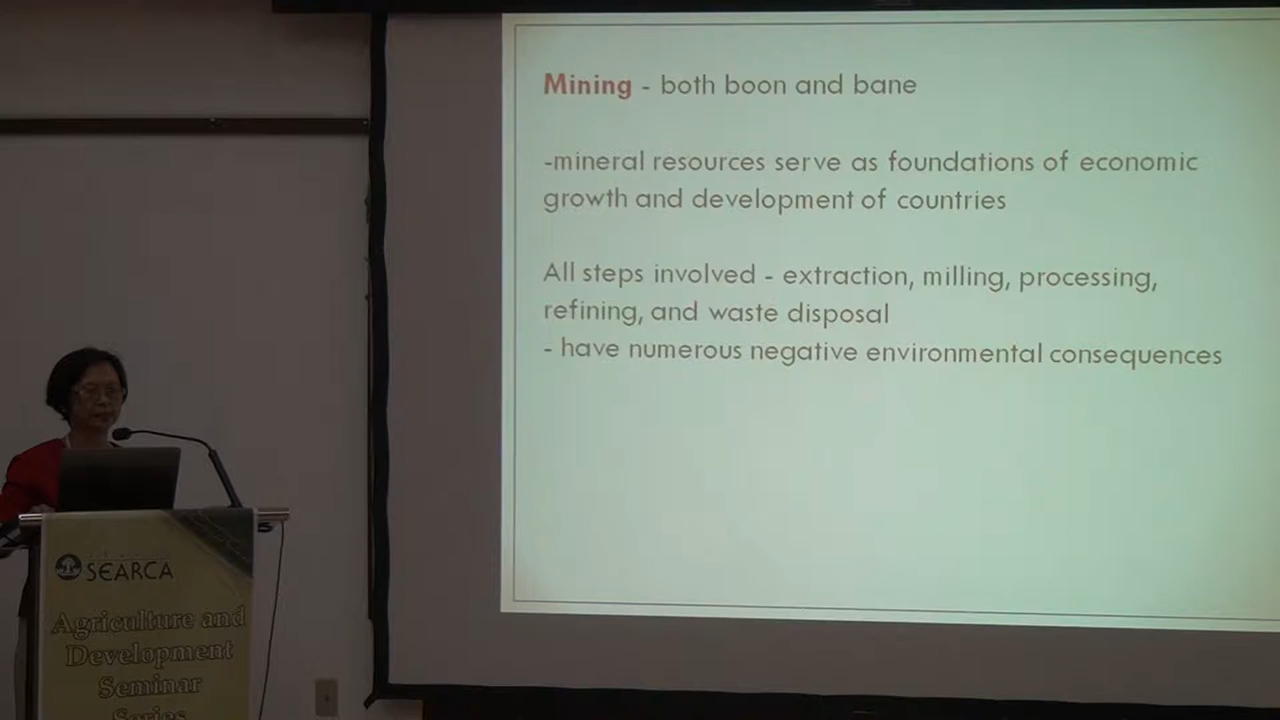 Mining - both boon and bane
-mineral resources serve as foundations of economic
growth and development of countries
All steps involved - extraction, milling, processing,
refining, and waste disposal
- have numerous negative environmental consequences
SEARCA
Agriculture and
Development
Seminar
Series